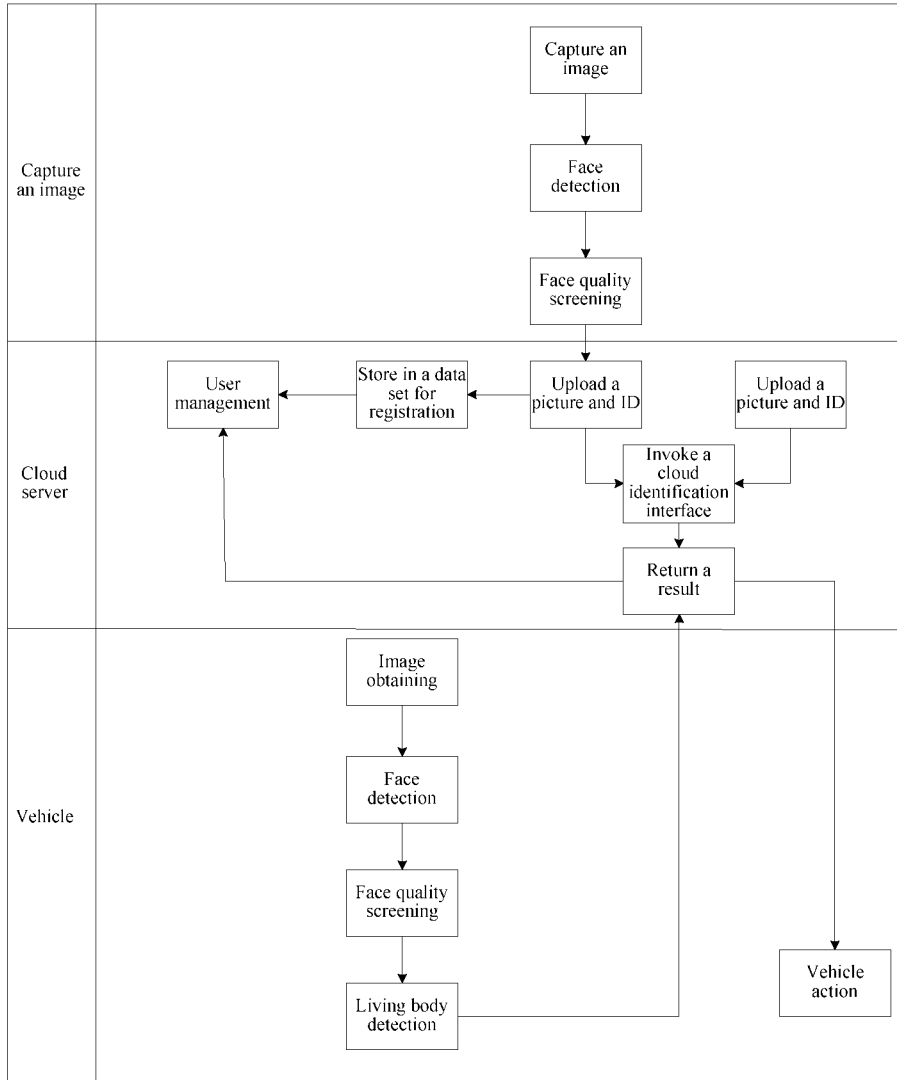 Capture
an image
Capture an
image
Face
detection
Face quality
screening
Cloud
server
User
management
Store in a data
set for
registration
Upload a
picture and ID
Upload a
picture and ID
Invoke a
cloud
identification
interface
Return a
result
Vehicle
Image
obtaining
Face
detection
Face quality
screening
Living body
detection
Vehicle
action